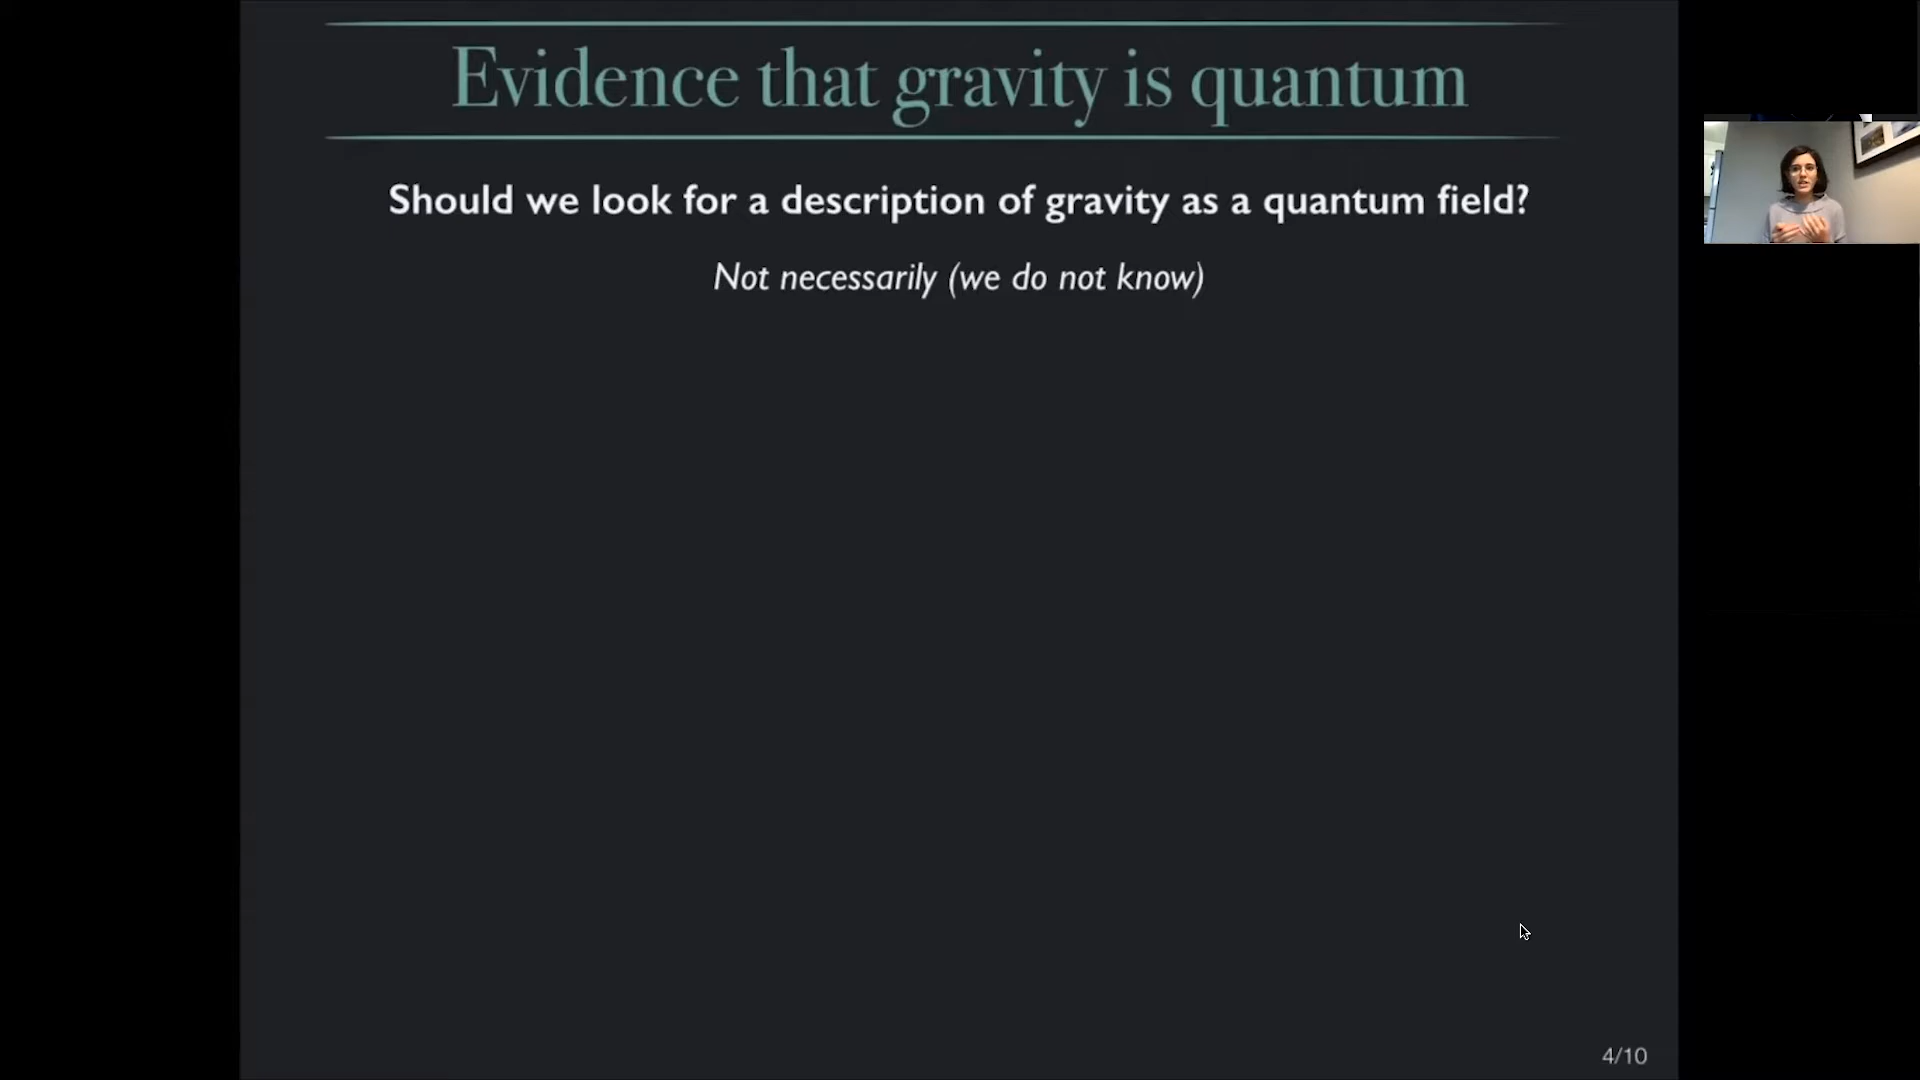 Evidence that gravity is quantum
Should we look for a description of gravity as a quantum field?
Not necessarily (we do not know)
4/10